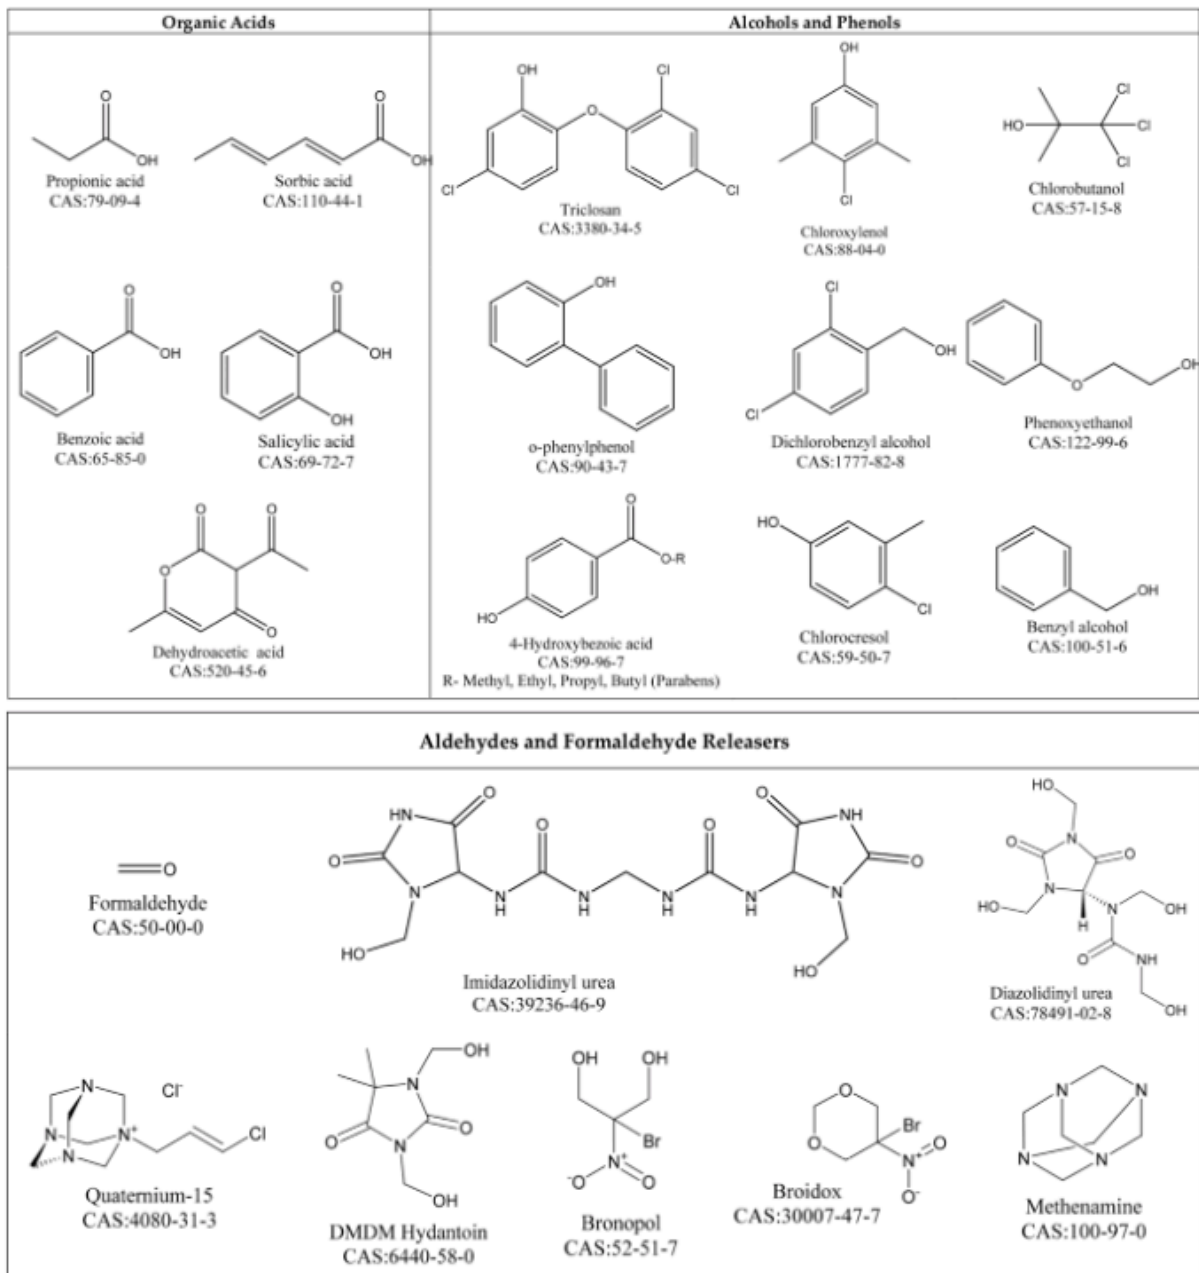 Organic Acids
Alcohols and Phenols
O
OH
Propionic acid
CAS:79-09-4
O
OH
Sorbic acid
CAS:110-44-1
OH
O
Cl
Cl
Cl
Triclosan
CAS:3380-34-5
OH
Cl
Chloroxylenol
CAS:88-04-0
HO
Cl
Cl
Cl
Chlorobutanol
CAS:57-15-8
O
OH
Benzoic acid
CAS:65-85-0
O
OH
OH
Salicylic acid
CAS:69-72-7
OH
o-phenylphenol
CAS:90-43-7
Cl
OH
Cl
Dichlorobenzyl alcohol
CAS:1777-82-8
O
OH
Phenoxyethanol
CAS:122-99-6
O
O
O
O
Dehydroacetic acid
CAS:520-45-6
O
O-R
HO
4-Hydroxybezoic acid
CAS:99-96-7
R- Methyl, Ethyl, Propyl, Butyl (Parabens)
HO
Cl
Chlorocresol
CAS:59-50-7
OH
Benzyl alcohol
CAS:100-51-6
Aldehydes and Formaldehyde Releasers
O
Formaldehyde
CAS:50-00-0
O
HN
O
N
HO
N
H
O
N
H
N
H
O
N
H
O
NH
O
N
HO
Imidazolidinyl urea
CAS:39236-46-9
HO
N
O
O
N
HO
H
N
OH
O
NH
OH
Diazolidinyl urea
CAS:78491-02-8
N
N
N
N+
Cl-
Cl
Quaternium-15
CAS:4080-31-3
OH
N
O
O
N
OH
DMDM Hydantoin
CAS:6440-58-0
OH
OH
Br
N+
-O
O
Bronopol
CAS:52-51-7
O
O
Br
N+
O
O-
Broidox
CAS:30007-47-7
N
N
N
N
Methenamine
CAS:100-97-0